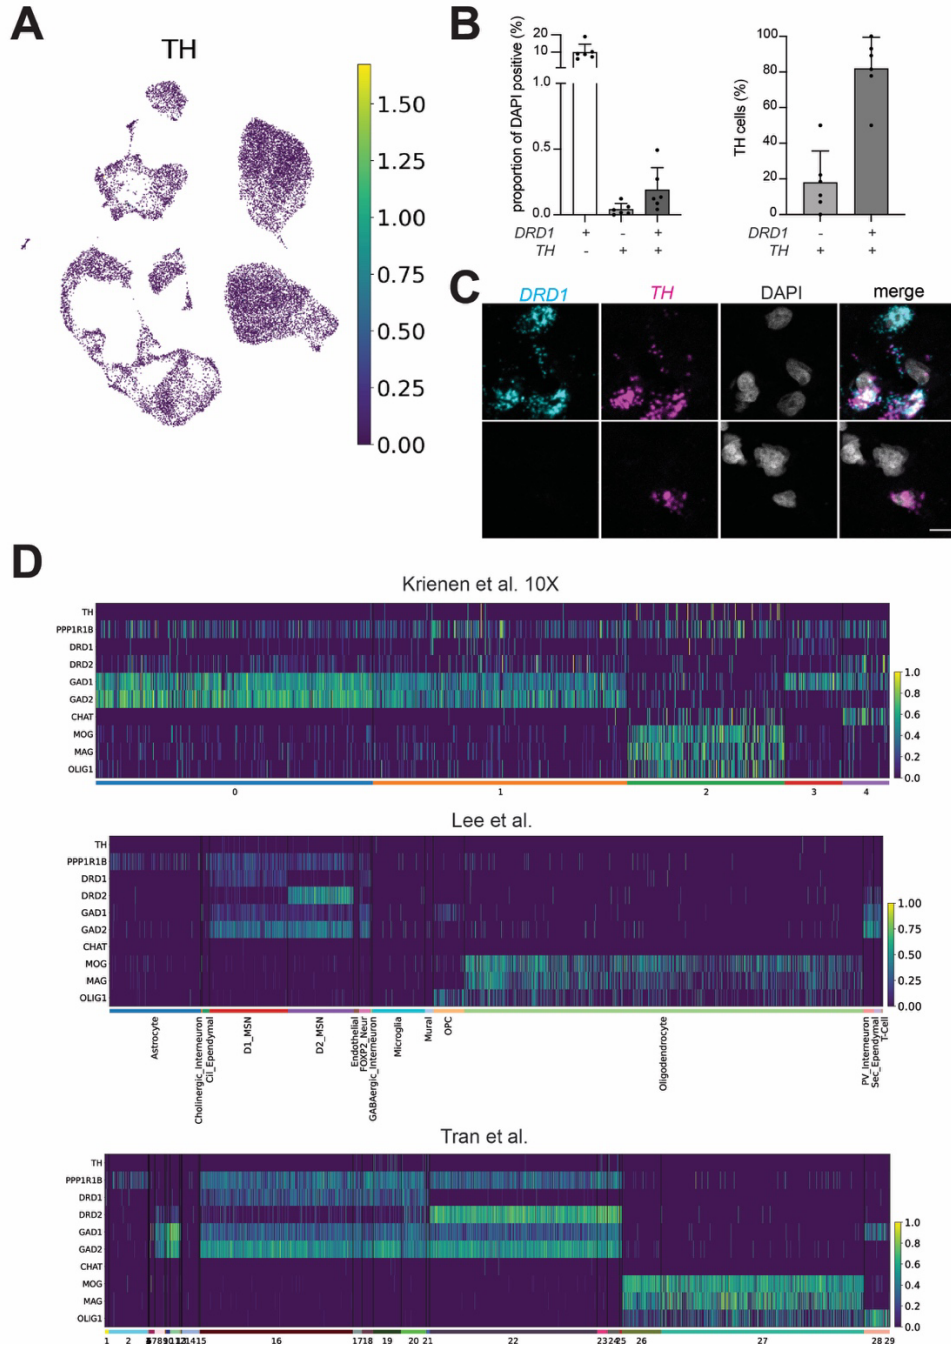 A
TH
1.50
1.25
1.00
0.75
0.50
0.25
0.00
B
proportion of DAPI positive (%)
20
10
1.0
0.5
0.0
DRD1 + - +
TH - + +
TH cells (%)
100
80
60
40
20
0
DRD1 - +
TH + +
C
DRD1 TH DAPI merge
D
Krienen et al. 10X
TH
PPP1R1B
DRD1
DRD2
GAD1
GAD2
CHAT
MOG
MAG
OLIG1
1.0
0.8
0.6
0.4
0.2
0.0
0 1 2 3 4
Lee et al.
TH
PPP1R1B
DRD1
DRD2
GAD1
GAD2
CHAT
MOG
MAG
OLIG1
1.00
0.75
0.50
0.25
0.00
Astrocyte
Cholinergic_Interneuron
Cil_Ependymal
D1_MSN
D2_MSN
Endothelial
FOXP2_Neur
GABAergic_Interneuron
Microglia
Mural
OPC
Oligodendrocyte
PV_Interneuron
Sec_Ependymal
T-Cell
Tran et al.
TH
PPP1R1B
DRD1
DRD2
GAD1
GAD2
CHAT
MOG
MAG
OLIG1
1.0
0.8
0.6
0.4
0.2
0.0
1 2 16 17 18 19 20 21 22 23 25 26 27 28 29